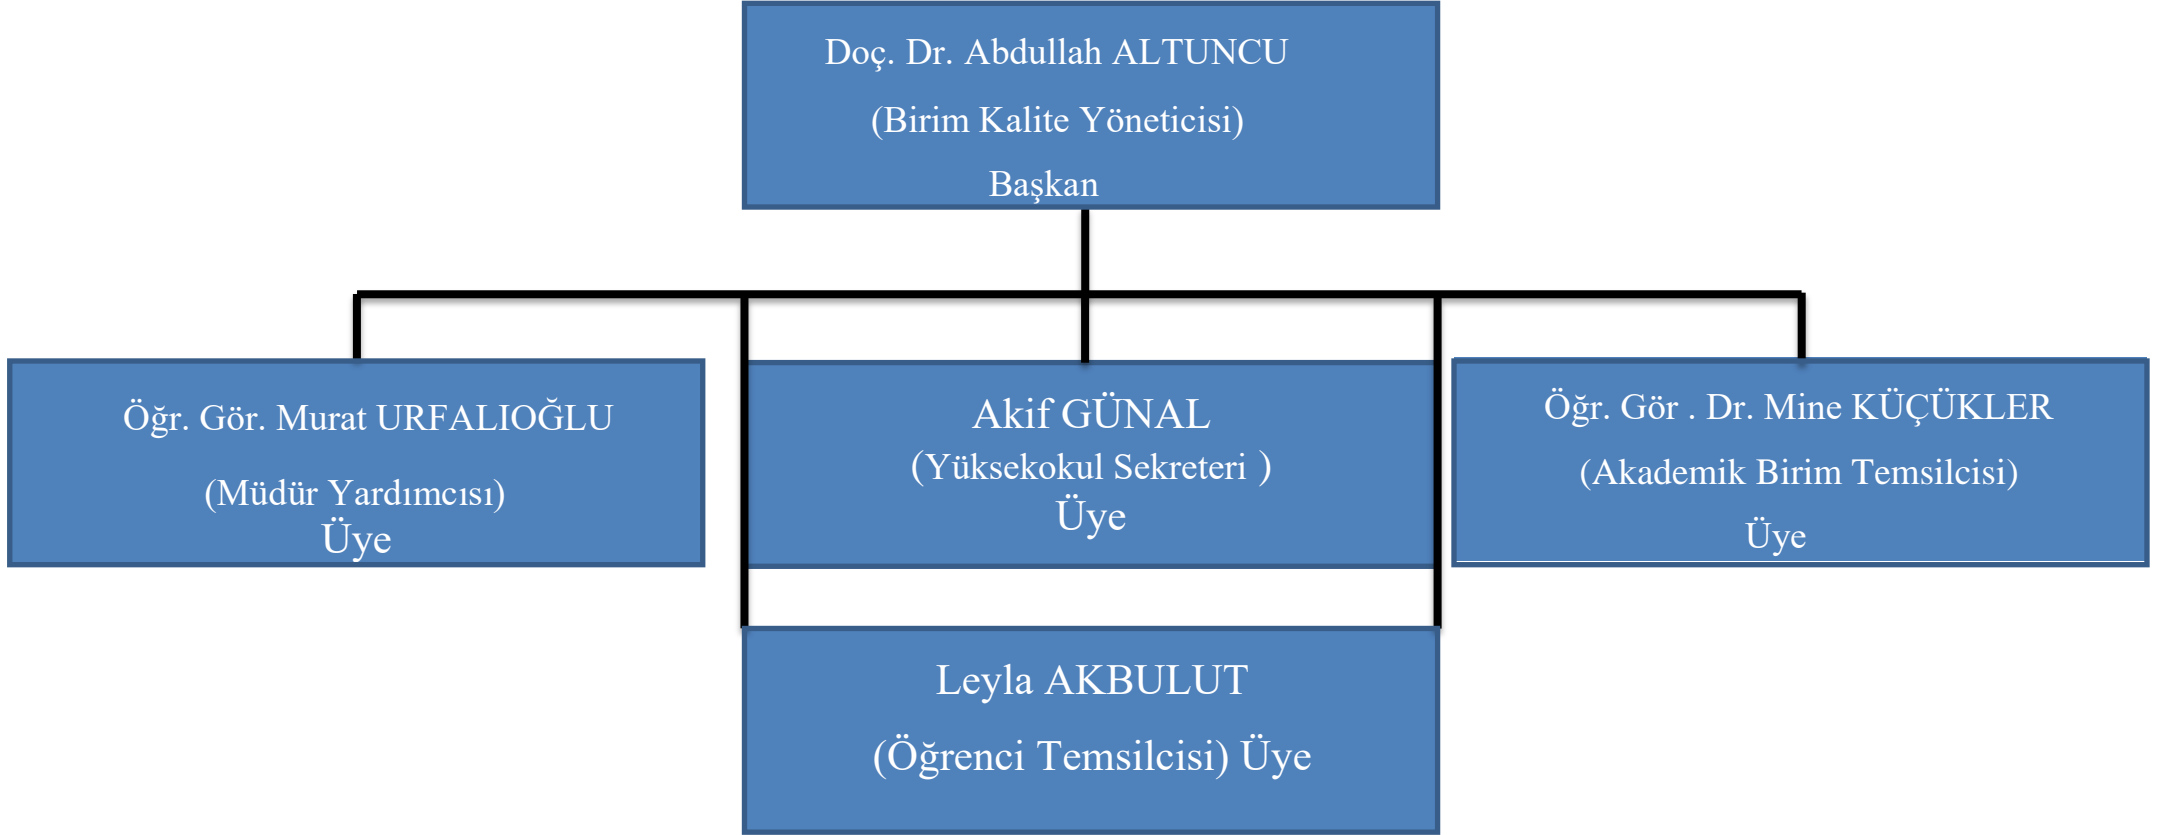 Doç. Dr. Abdullah ALTUNCU
(Birim Kalite Yöneticisi)
Başkan
Öğr. Gör. Murat URFALIOĞLU
(Müdür Yardımcısı)
Üye
Akif GÜNAL
(Yüksekokul Sekreteri )
Üye
Öğr. Gör . Dr. Mine KÜÇÜKLER
(Akademik Birim Temsilcisi)
Üye
Leyla AKBULUT
(Öğrenci Temsilcisi) Üye